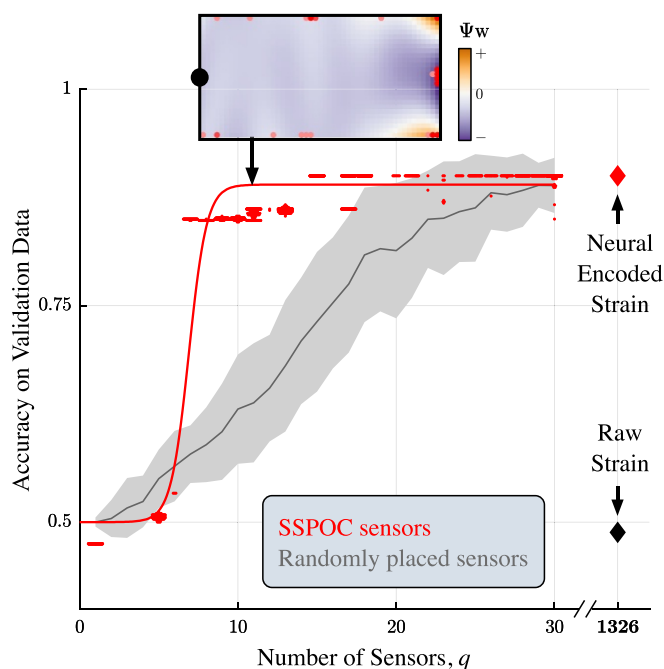 Ψw
+
0
−
1
0.75
0.5
Accuracy on Validation Data
Neural
Encoded
Strain
Raw
Strain
SSPOC sensors
Randomly placed sensors
0
10
20
30
1326
Number of Sensors, q